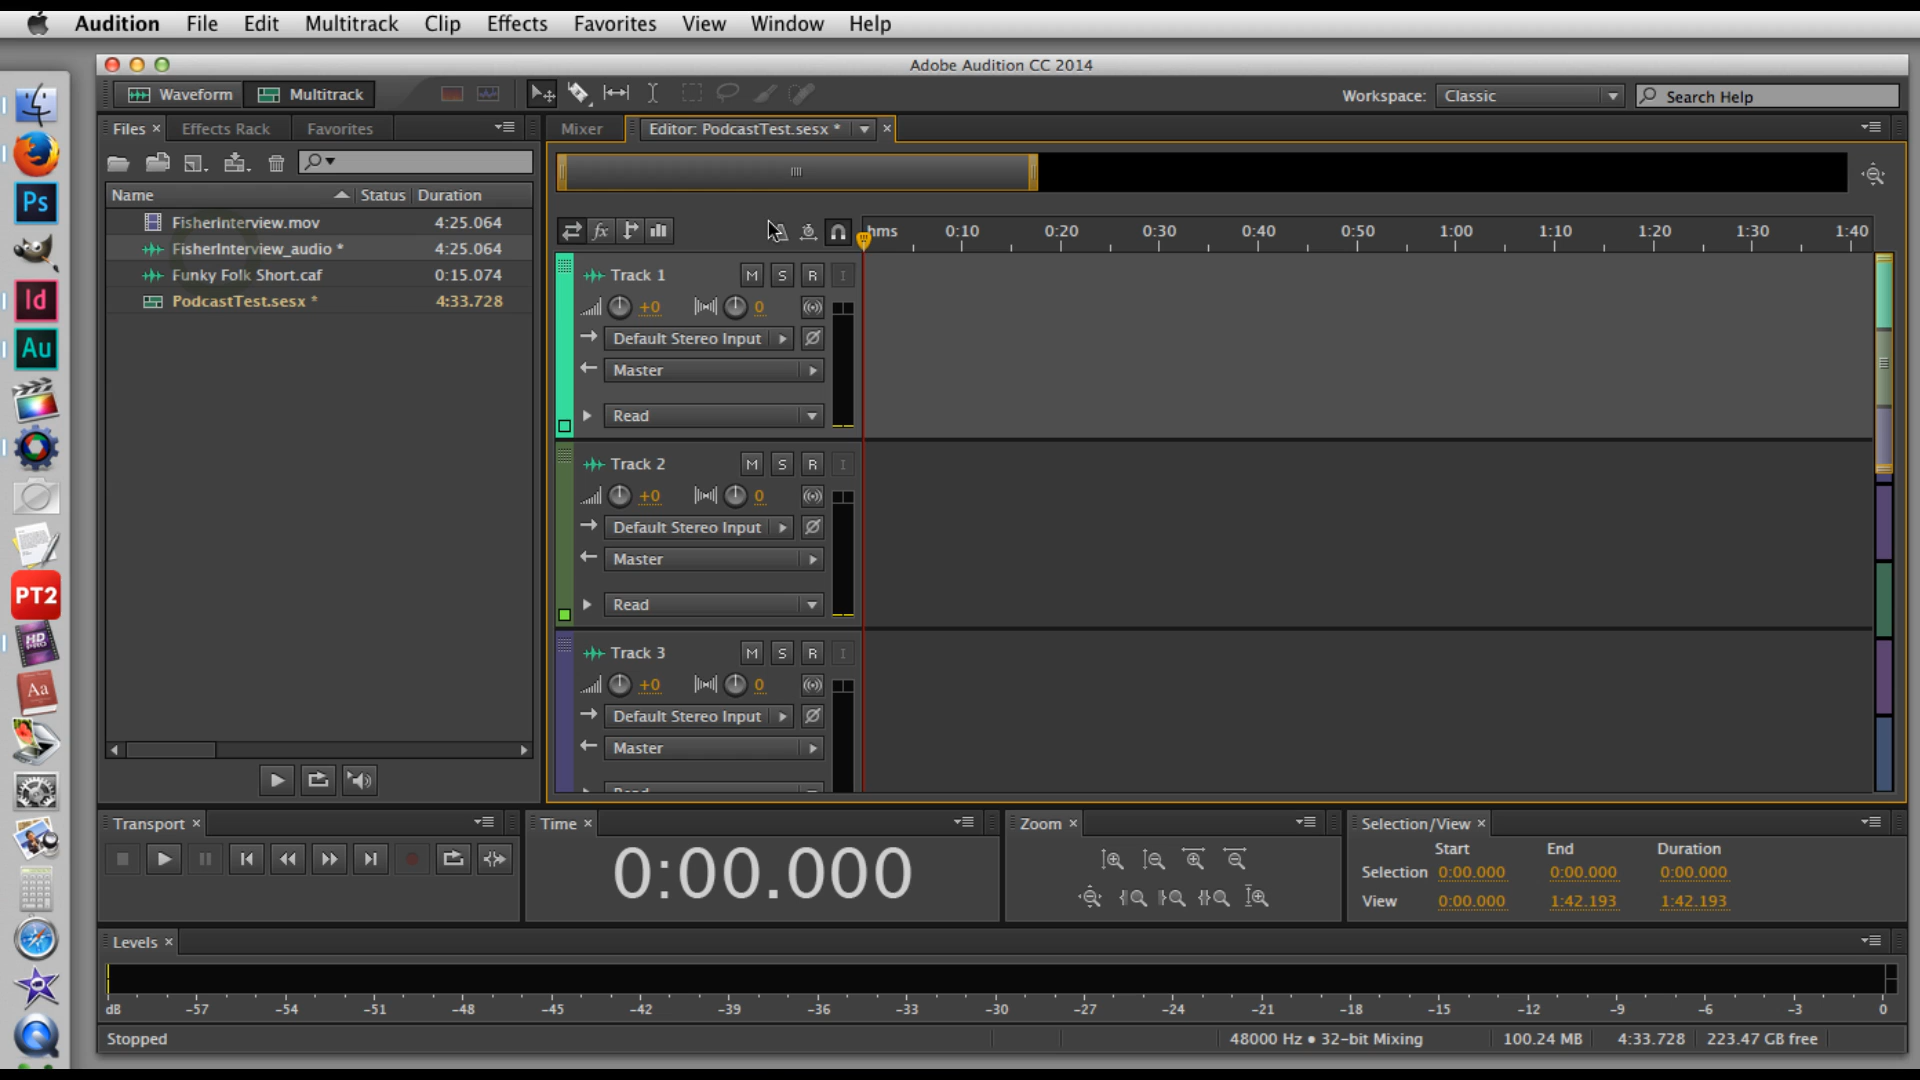 Audition File Edit Multitrack Clip Effects Favorites View Window Help
Adobe Audition CC 2014
Waveform Multitrack Workspace: Classic Search Help
Files × Effects Rack Favorites Mixer Editor: PodcastTest.sesx * ×
Name Status Duration
FisherInterview.mov 4:25.064
FisherInterview_audio * 4:25.064
Funky Folk Short.caf 0:15.074
PodcastTest.sesx * 4:33.728
fx hms 0:10 0:20 0:30 0:40 0:50 1:00 1:10 1:20 1:30 1:40
Track 1 M S R I
+0 0
Default Stereo Input
Master
Read
Track 2 M S R I
+0 0
Default Stereo Input
Master
Read
Track 3 M S R I
+0 0
Default Stereo Input
Master
Read
Ps
Id
Au
PT2
HD PRO
Aa
Transport × Time × Zoom × Selection/View ×
0:00.000
Start End Duration
Selection 0:00.000 0:00.000 0:00.000
View 0:00.000 1:42.193 1:42.193
Levels ×
dB -57 -54 -51 -48 -45 -42 -39 -36 -33 -30 -27 -24 -21 -18 -15 -12 -9 -6 -3 0
Stopped 48000 Hz • 32-bit Mixing 100.24 MB 4:33.728 223.47 GB free